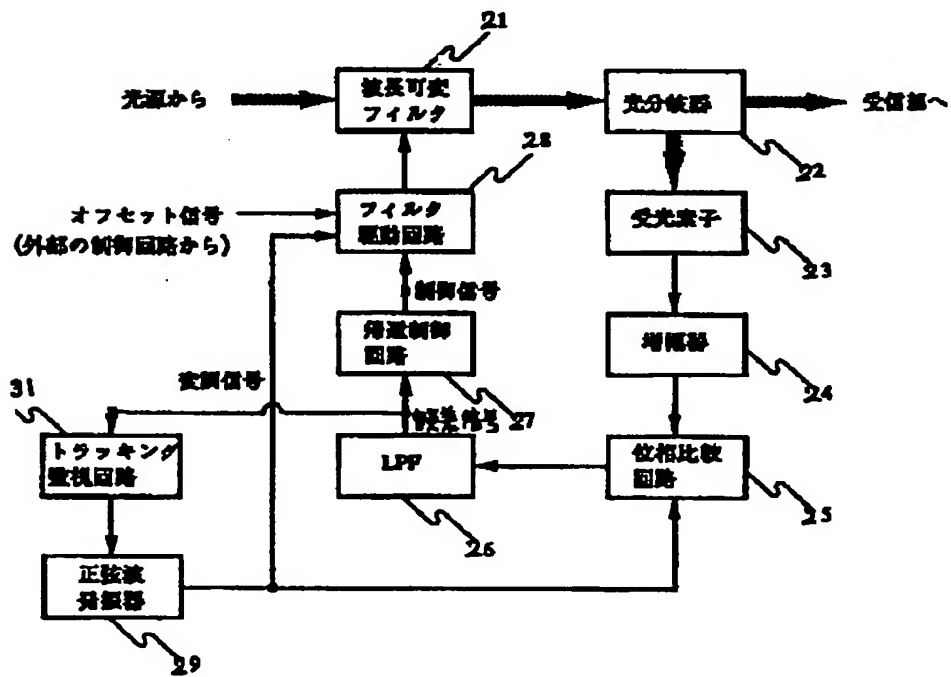 21
光源から
波長可変
フィルタ
光分岐器
受信部へ
28
22
オフセット信号
(外部の制御回路から)
フィルタ
駆動回路
受光素子
23
制御信号
帰還制御
回路
増幅器
24
変調信号
31
27
誤差信号
トラッキング
監視回路
LPF
位相比較
回路
26
25
正弦波
発振器
29